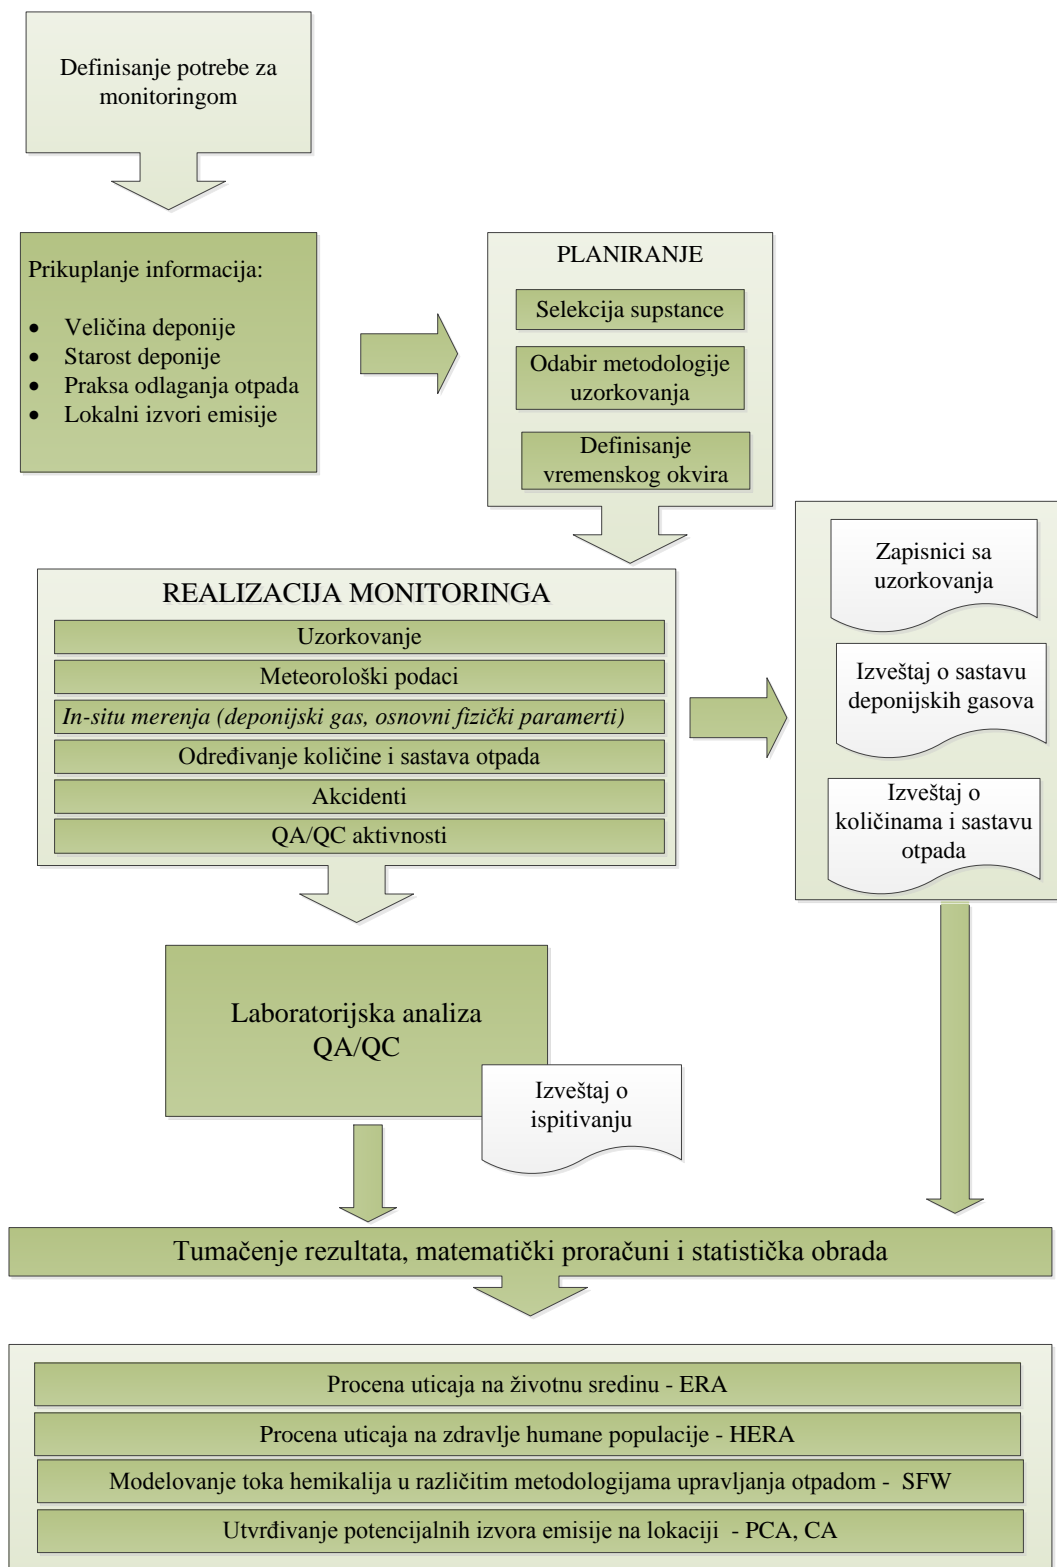 Definisanje potrebe za
monitoringom
Prikuplanje informacija:
• Veličina deponije
• Starost deponije
• Praksa odlaganja otpada
• Lokalni izvori emisije
PLANIRANJE
Selekcija supstance
Odabir metodologije
uzorkovanja
Definisanje
vremenskog okvira
REALIZACIJA MONITORINGA
Uzorkovanje
Meteorološki podaci
In-situ merenja (deponijski gas, osnovni fizički paramerti)
Određivanje količine i sastava otpada
Akcidenti
QA/QC aktivnosti
Zapisnici sa
uzorkovanja
Izveštaj o sastavu
deponijskih gasova
Izveštaj o
količinama i sastavu
otpada
Laboratorijska analiza
QA/QC
Izveštaj o
ispitivanju
Tumačenje rezultata, matematički proračuni i statistička obrada
Procena uticaja na životnu sredinu - ERA
Procena uticaja na zdravlje humane populacije - HERA
Modelovanje toka hemikalija u različitim metodologijama upravljanja otpadom - SFW
Utvrđivanje potencijalnih izvora emisije na lokaciji - PCA, CA